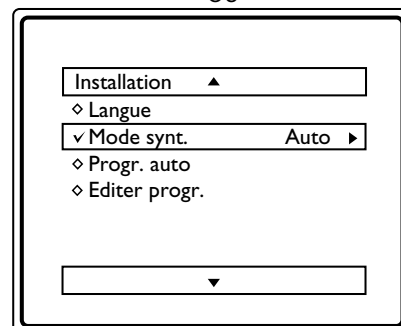 Installation ▲
◇ Langue
✓ Mode synt. Auto ▶
◇ Progr. auto
◇ Editer progr.
▼